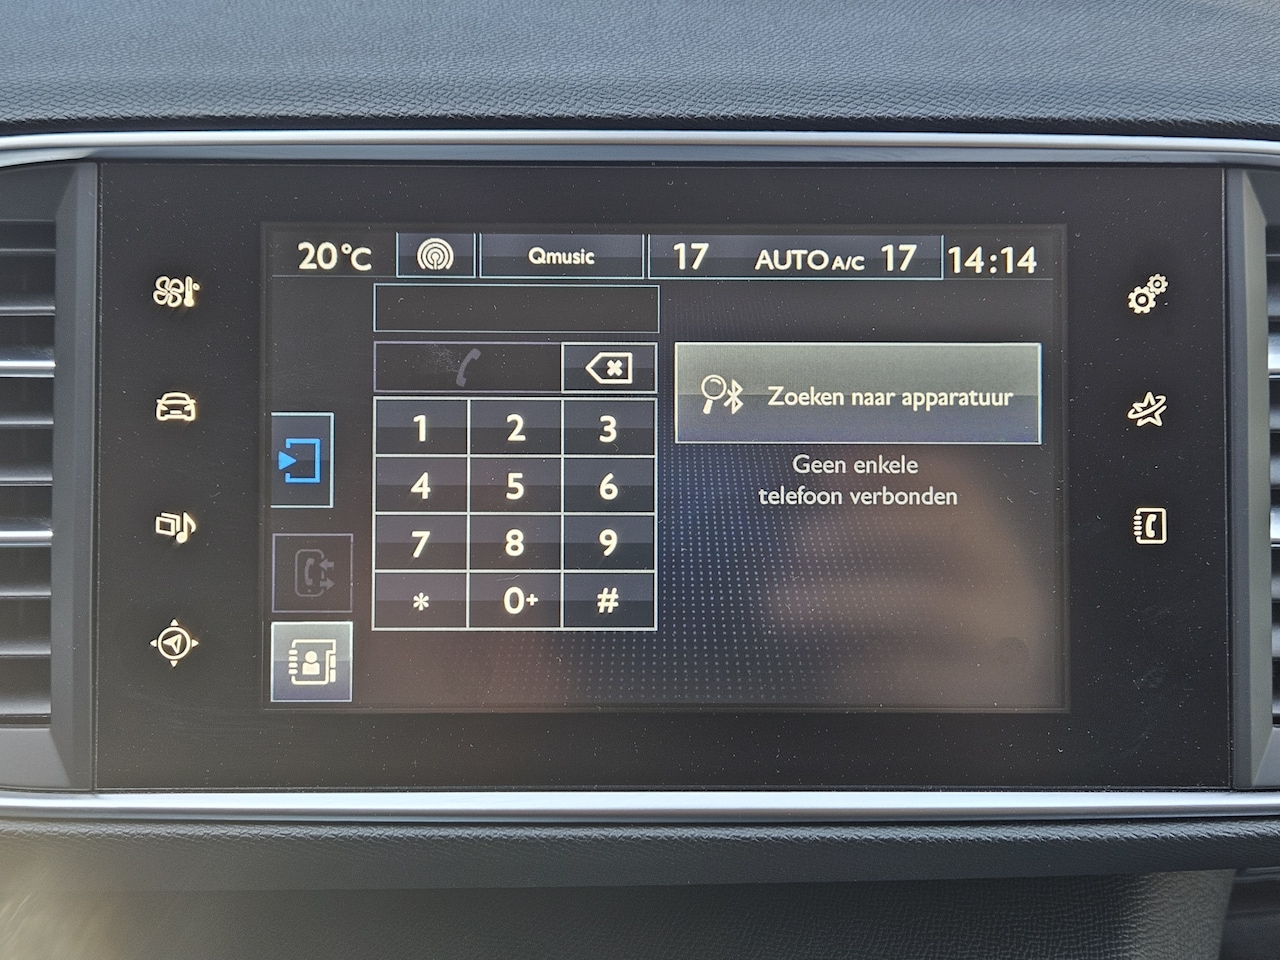 20°C Qmusic 17 AUTO A/C 17 14:14
1 2 3
4 5 6
7 8 9
* 0+ #
Zoeken naar apparatuur
Geen enkele
telefoon verbonden